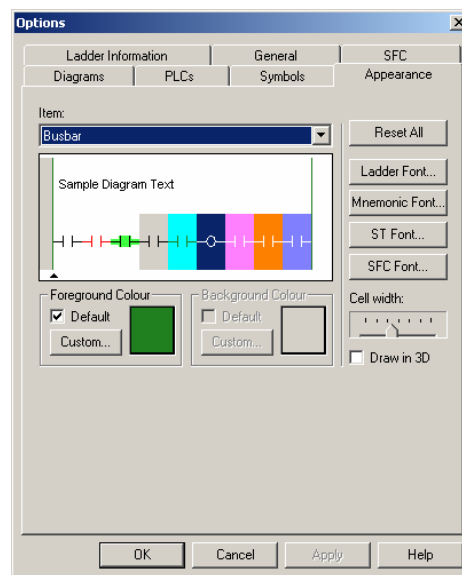 Options
Ladder Information General SFC
Diagrams PLCs Symbols Appearance
Item:
Busbar
Reset All
Sample Diagram Text
Ladder Font...
Mnemonic Font...
ST Font...
SFC Font...
Foreground Colour Background Colour Cell width:
Default Default
Custom... Custom...
Draw in 3D
OK Cancel Apply Help